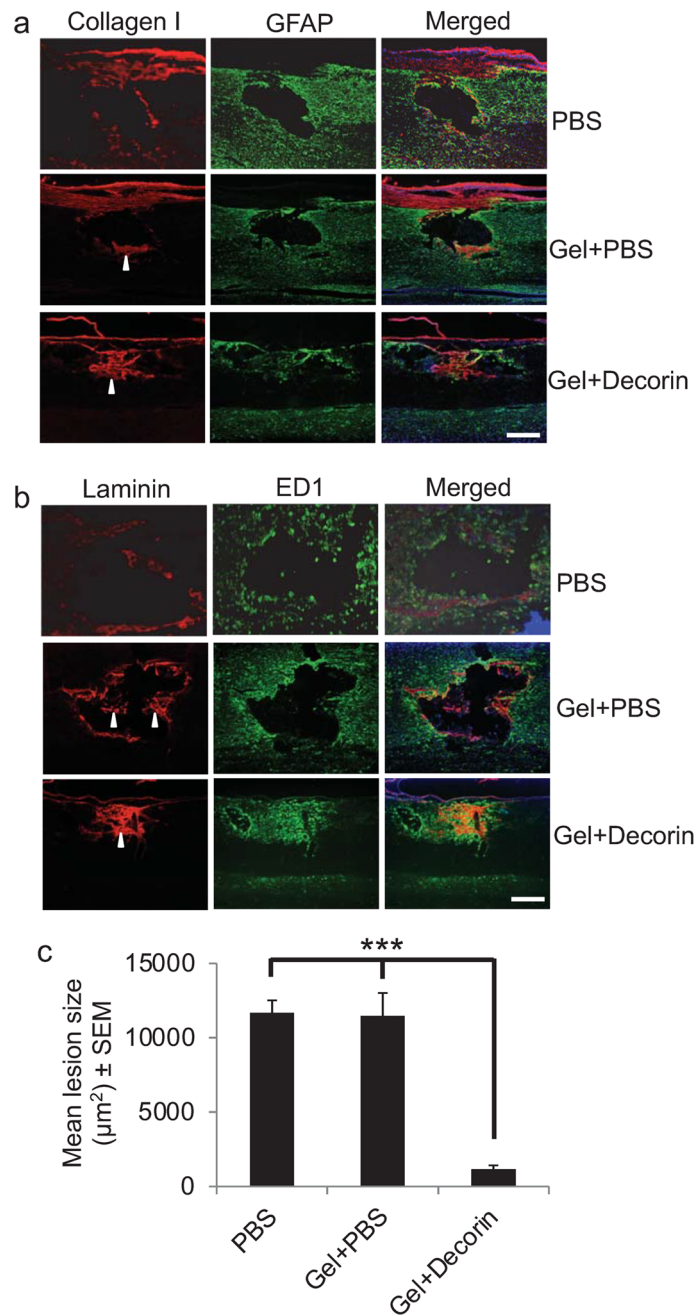 a
Collagen I GFAP Merged
PBS
Gel+PBS
Gel+Decorin
b
Laminin ED1 Merged
PBS
Gel+PBS
Gel+Decorin
c
Mean lesion size
(µm²) ± SEM
***
15000
10000
5000
0
PBS
Gel+PBS
Gel+Decorin